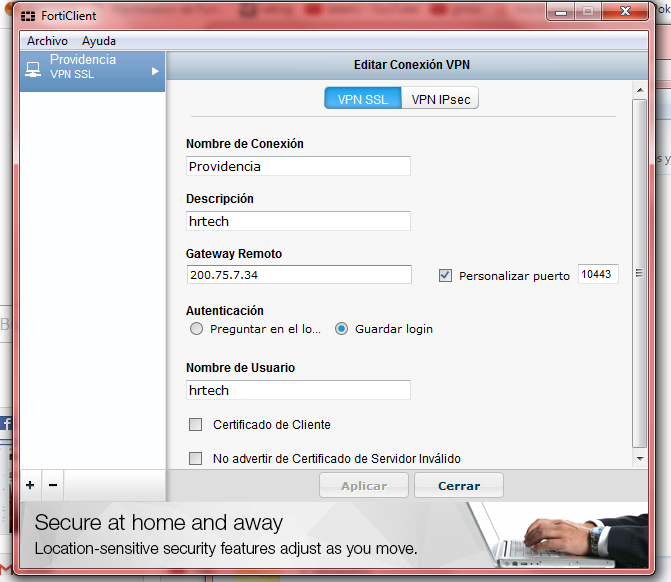 FortiClient
Archivo Ayuda
Providencia
VPN SSL
Editar Conexión VPN
VPN SSL VPN IPsec
Nombre de Conexión
Providencia
Descripción
hrtech
Gateway Remoto
200.75.7.34 Personalizar puerto 10443
Autenticación
Preguntar en el lo... Guardar login
Nombre de Usuario
hrtech
Certificado de Cliente
No advertir de Certificado de Servidor Inválido
+ −
Aplicar Cerrar
Secure at home and away
Location-sensitive security features adjust as you move.